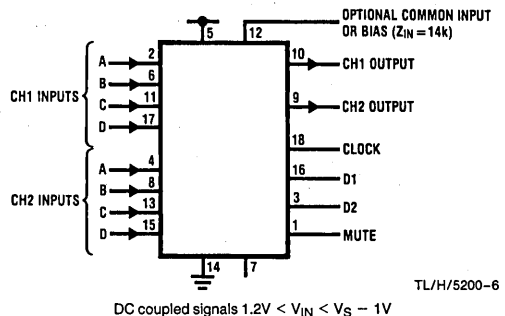 OPTIONAL COMMON INPUT
OR BIAS (ZIN = 14k)
5
12
CH1 INPUTS
A
2
B
6
C
11
D
17
CH2 INPUTS
A
4
B
8
C
13
D
15
10
CH1 OUTPUT
9
CH2 OUTPUT
18
CLOCK
16
D1
3
D2
1
MUTE
14
7
TL/H/5200-6
DC coupled signals 1.2V < VIN < VS − 1V